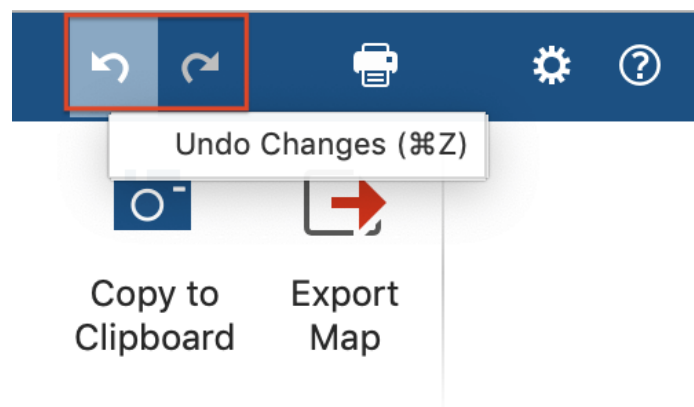 Undo Changes (⌘Z)
Copy to
Clipboard
Export
Map